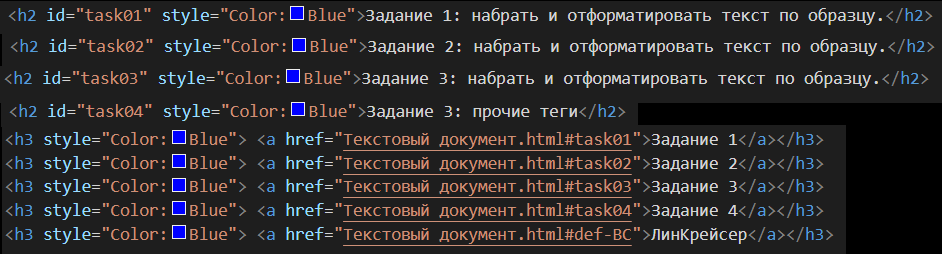 <h2 id="task01" style="Color:Blue">Задание 1: набрать и отформатировать текст по образцу.</h2>
<h2 id="task02" style="Color:Blue">Задание 2: набрать и отформатировать текст по образцу.</h2>
<h2 id="task03" style="Color:Blue">Задание 3: набрать и отформатировать текст по образцу.</h2>
<h2 id="task04" style="Color:Blue">Задание 3: прочие теги</h2>
<h3 style="Color:Blue"> <a href="Текстовый документ.html#task01">Задание 1</a></h3>
<h3 style="Color:Blue"> <a href="Текстовый документ.html#task02">Задание 2</a></h3>
<h3 style="Color:Blue"> <a href="Текстовый документ.html#task03">Задание 3</a></h3>
<h3 style="Color:Blue"> <a href="Текстовый документ.html#task04">Задание 4</a></h3>
<h3 style="Color:Blue"> <a href="Текстовый документ.html#def-BC">ЛинКрейсер</a></h3>